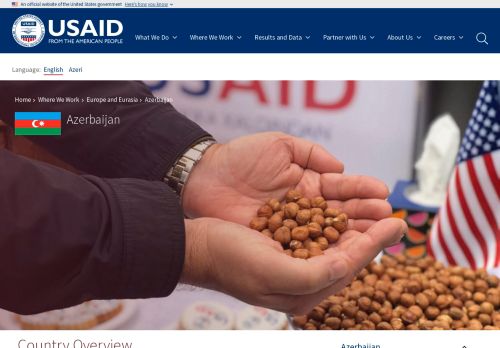 An official website of the United States government Here's how you know
USAID
FROM THE AMERICAN PEOPLE
What We Do
Where We Work
Results and Data
Partner with Us
About Us
Careers
Language: English Azeri
Home > Where We Work > Europe and Eurasia > Azerbaijan
Azerbaijan
USAID
Country Overview
Azerbaijan